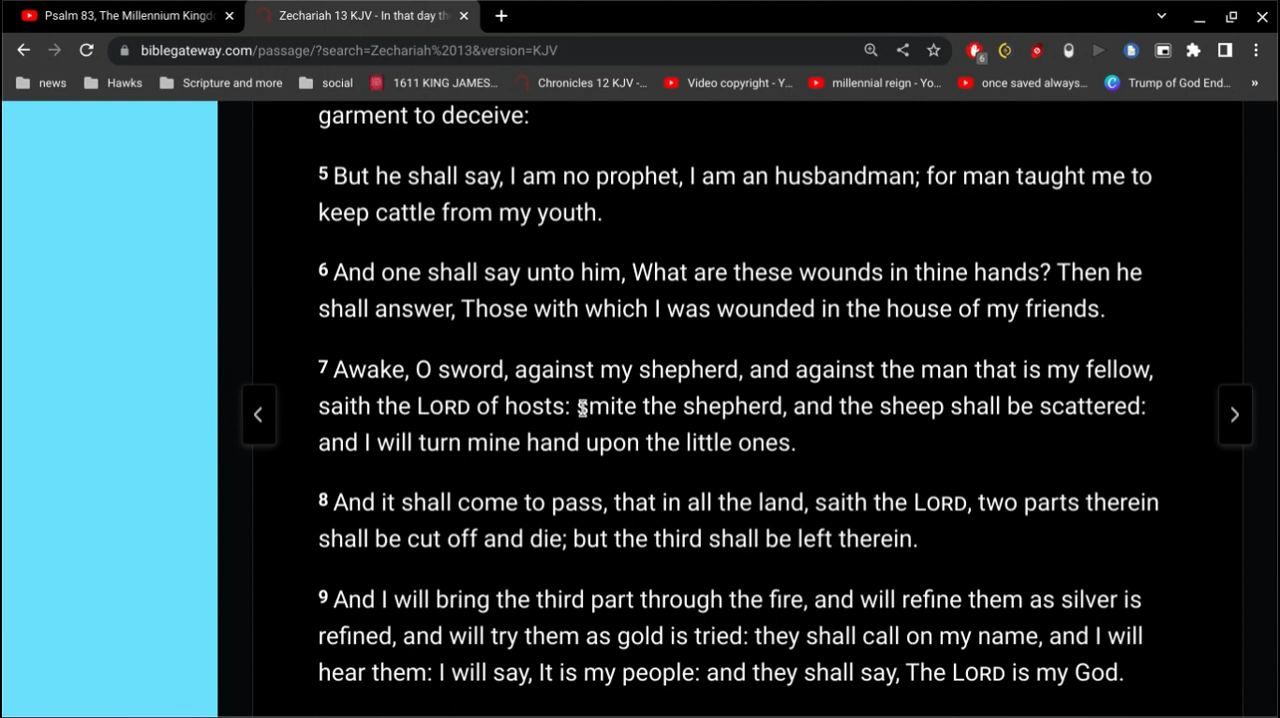 Psalm 83, The Millennium Kingd
Zechariah 13 KJV - In that day th
biblegateway.com/passage/?search=Zechariah%2013&version=KJV
6
news
Hawks
Scripture and more
social
1611 KING JAMES...
Chronicles 12 KJV -...
Video copyright - Y...
millennial reign - Yo...
once saved always...
Trump of God End...
»
garment to deceive:
5 But he shall say, I am no prophet, I am an husbandman; for man taught me to
keep cattle from my youth.
6 And one shall say unto him, What are these wounds in thine hands? Then he
shall answer, Those with which I was wounded in the house of my friends.
7 Awake, O sword, against my shepherd, and against the man that is my fellow,
saith the LORD of hosts: smite the shepherd, and the sheep shall be scattered:
and I will turn mine hand upon the little ones.
8 And it shall come to pass, that in all the land, saith the LORD, two parts therein
shall be cut off and die; but the third shall be left therein.
9 And I will bring the third part through the fire, and will refine them as silver is
refined, and will try them as gold is tried: they shall call on my name, and I will
hear them: I will say, It is my people: and they shall say, The LORD is my God.